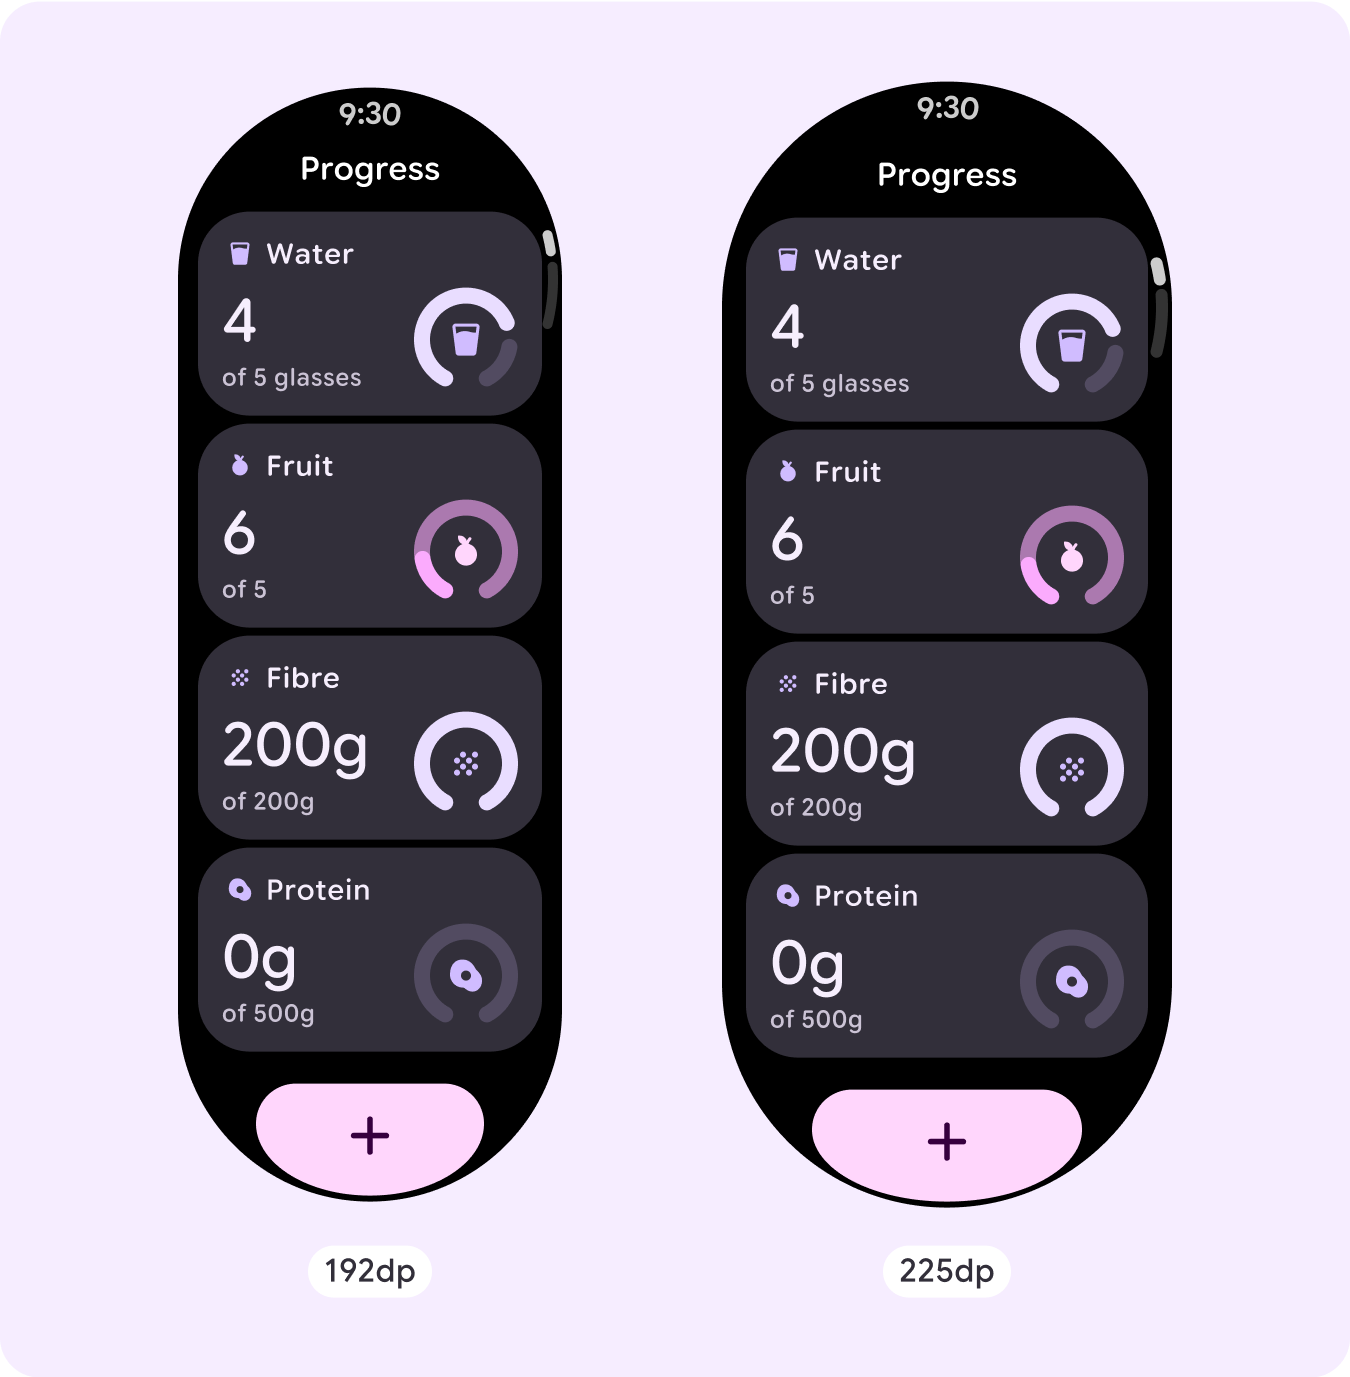 9:30
Progress
Water
4
of 5 glasses
Fruit
6
of 5
Fibre
200g
of 200g
Protein
0g
of 500g
192dp
9:30
Progress
Water
4
of 5 glasses
Fruit
6
of 5
Fibre
200g
of 200g
Protein
0g
of 500g
225dp